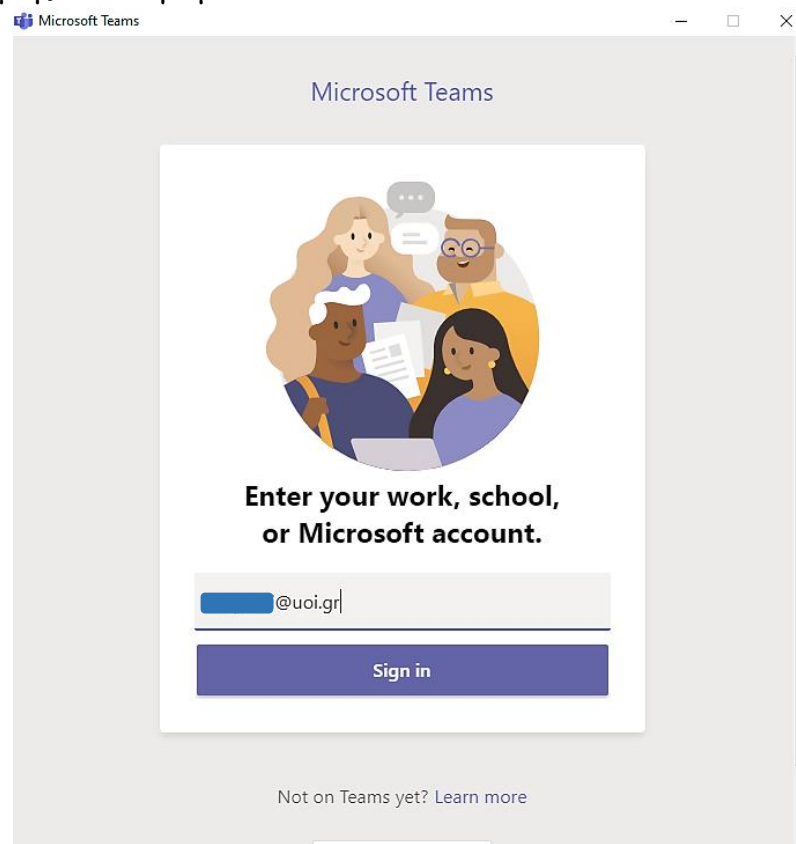 Microsoft Teams
Microsoft Teams
Enter your work, school,
or Microsoft account.
@uoi.gr
Sign in
Not on Teams yet? Learn more